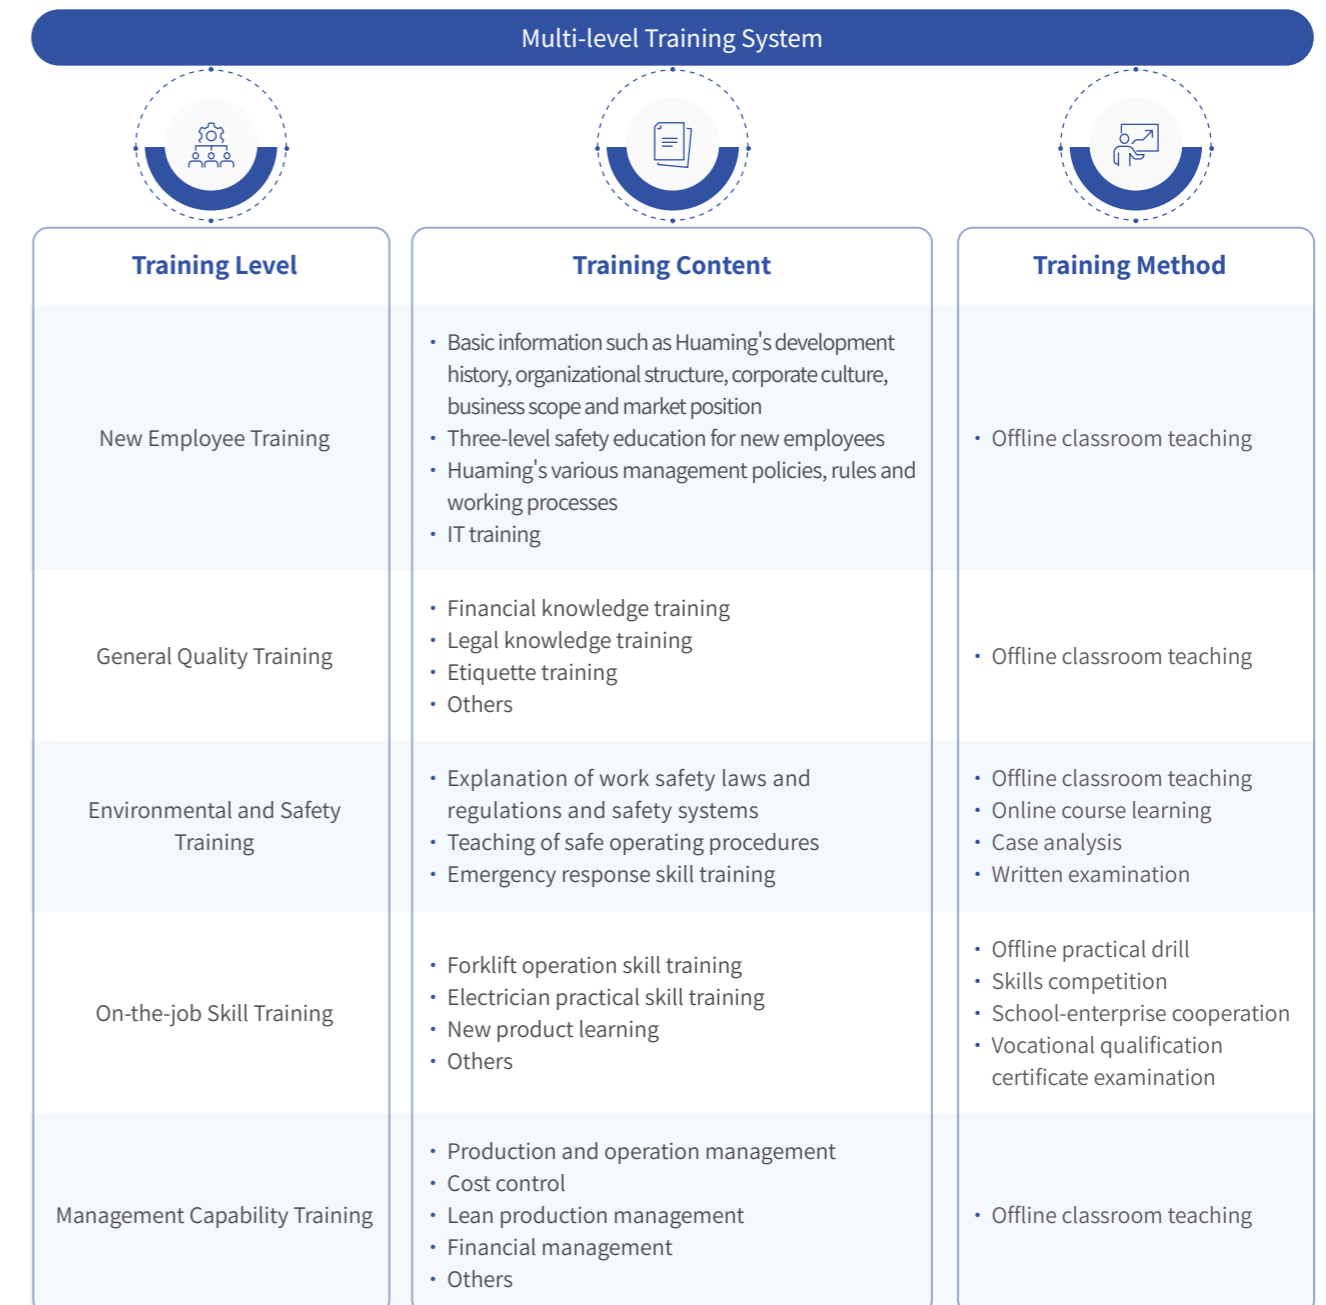 Multi-level Training System
Training Level
Training Content
Training Method
New Employee Training
• Basic information such as Huaming's development
history, organizational structure, corporate culture,
business scope and market position
• Three-level safety education for new employees
• Huaming's various management policies, rules and
working processes
• IT training
• Offline classroom teaching
General Quality Training
• Financial knowledge training
• Legal knowledge training
• Etiquette training
• Others
• Offline classroom teaching
Environmental and Safety
Training
• Explanation of work safety laws and
regulations and safety systems
• Teaching of safe operating procedures
• Emergency response skill training
• Offline classroom teaching
• Online course learning
• Case analysis
• Written examination
On-the-job Skill Training
• Forklift operation skill training
• Electrician practical skill training
• New product learning
• Others
• Offline practical drill
• Skills competition
• School-enterprise cooperation
• Vocational qualification
certificate examination
Management Capability Training
• Production and operation management
• Cost control
• Lean production management
• Financial management
• Others
• Offline classroom teaching